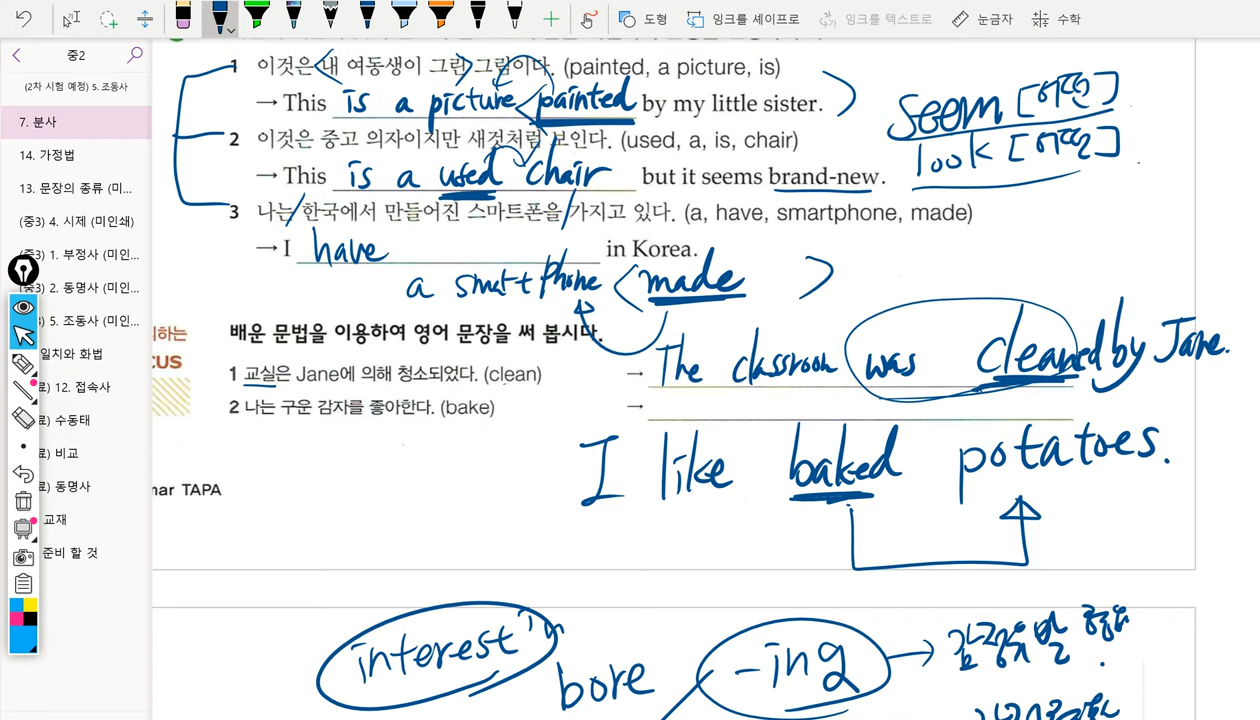 도형
잉크를 셰이프로
잉크를 텍스트로
눈금자
수학
중2
(2차 시험 예정) 5. 조동사
7. 분사
14. 가정법
13. 문장의 종류 (미...
(중3) 4. 시제 (미인쇄)
(중3) 1. 부정사 (미인...
3) 2. 동명사 (미인...
3) 5. 조동사 (미인...
일치와 화법
) 12. 접속사
) 수동태
) 비교
) 동명사
교재
준비 할 것
1 이것은 내 여동생이 그린 그림이다. (painted, a picture, is)
→ This is a picture painted by my little sister.
2 이것은 중고 의자이지만 새것처럼 보인다. (used, a, is, chair)
→ This is a used chair but it seems brand-new.
seem [어떤]
look [어떤]
3 나는 한국에서 만들어진 스마트폰을 가지고 있다. (a, have, smartphone, made)
→ I have in Korea.
a smart phone < made >
하는
CUS
배운 문법을 이용하여 영어 문장을 써 봅시다.
1 교실은 Jane에 의해 청소되었다. (clean)
→ The classroom was cleaned by Jane.
2 나는 구운 감자를 좋아한다. (bake)
→
I like baked potatoes.
mar TAPA
interest
bore
-ing →